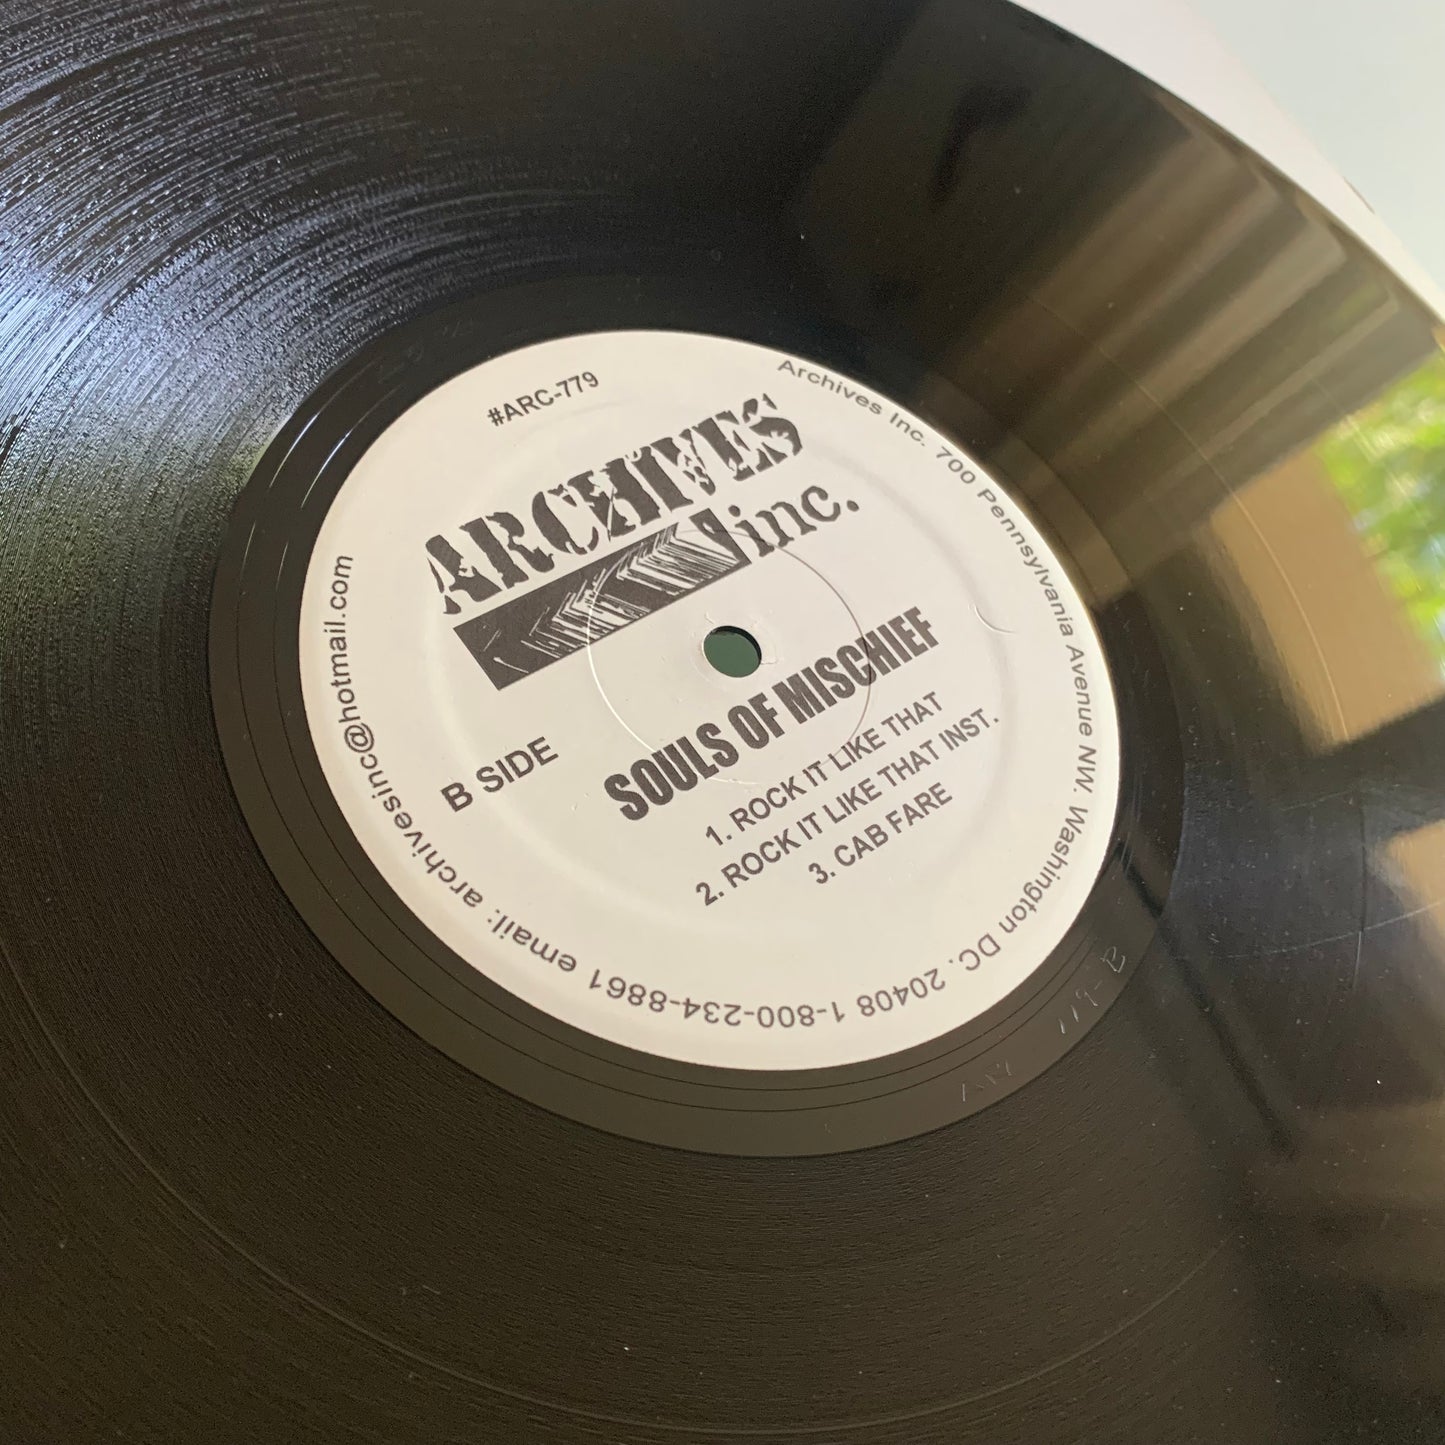 #ARC-779
ARCHIVES
inc.
B SIDE
SOULS OF MISCHIEF
1. ROCK IT LIKE THAT
2. ROCK IT LIKE THAT INST.
3. CAB FARE
Archives Inc. 700 Pennsylvania Avenue NW. Washington DC. 20408 1-800-234-8861 email: archivesinc@hotmail.com